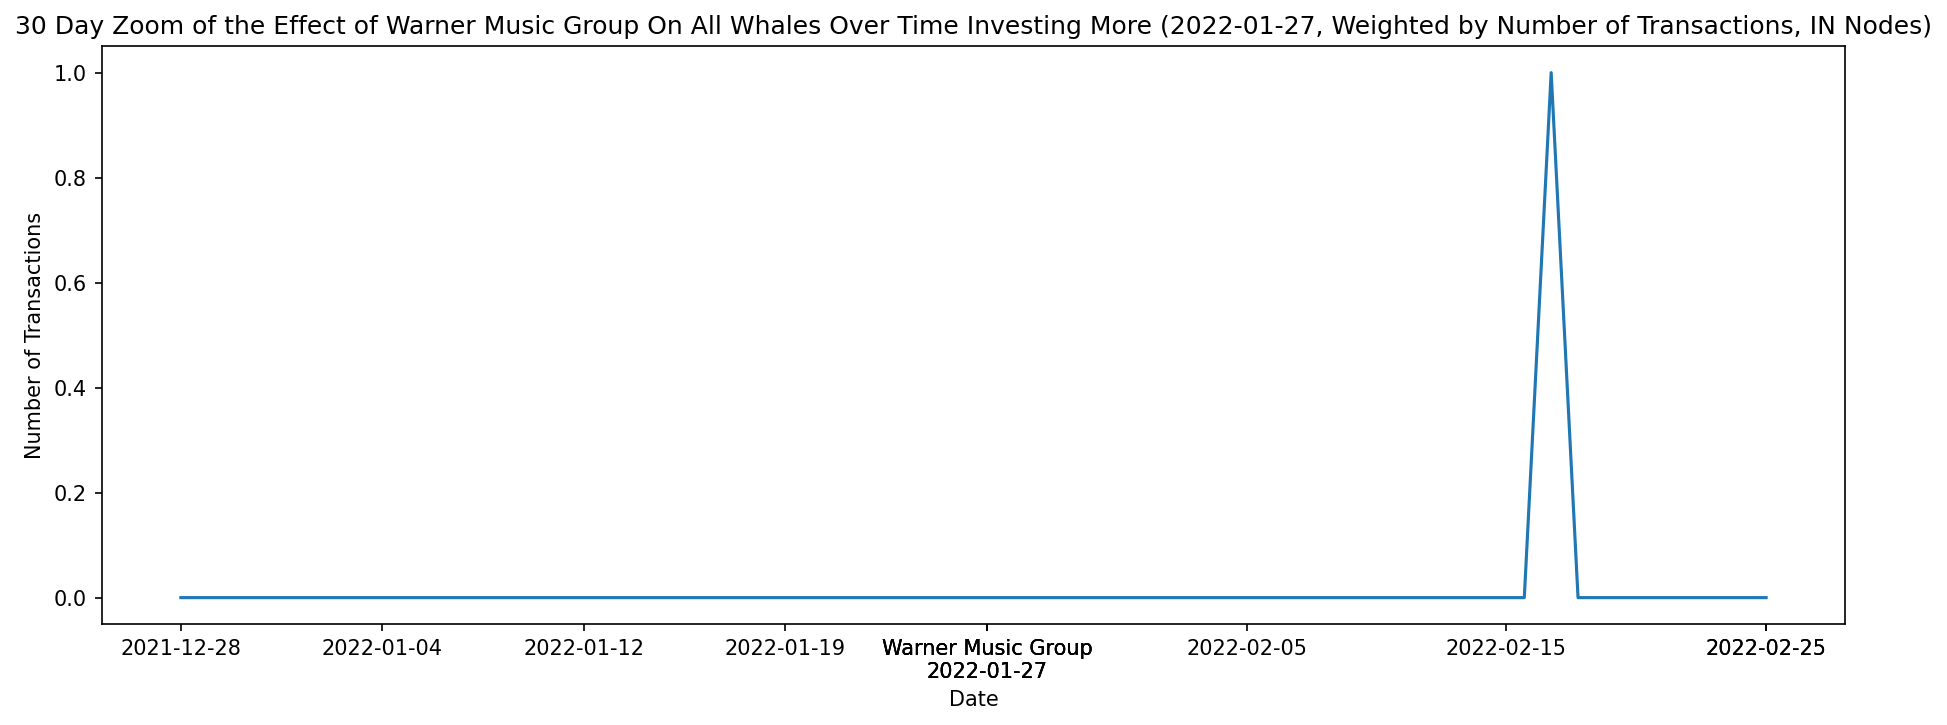 30 Day Zoom of the Effect of Warner Music Group On All Whales Over Time Investing More (2022-01-27, Weighted by Number of Transactions, IN Nodes)
Number of Transactions
1.0
0.8
0.6
0.4
0.2
0.0
2021-12-28 2022-01-04 2022-01-12 2022-01-19 Warner Music Group 2022-02-05 2022-02-15 2022-02-25
2022-01-27
Date